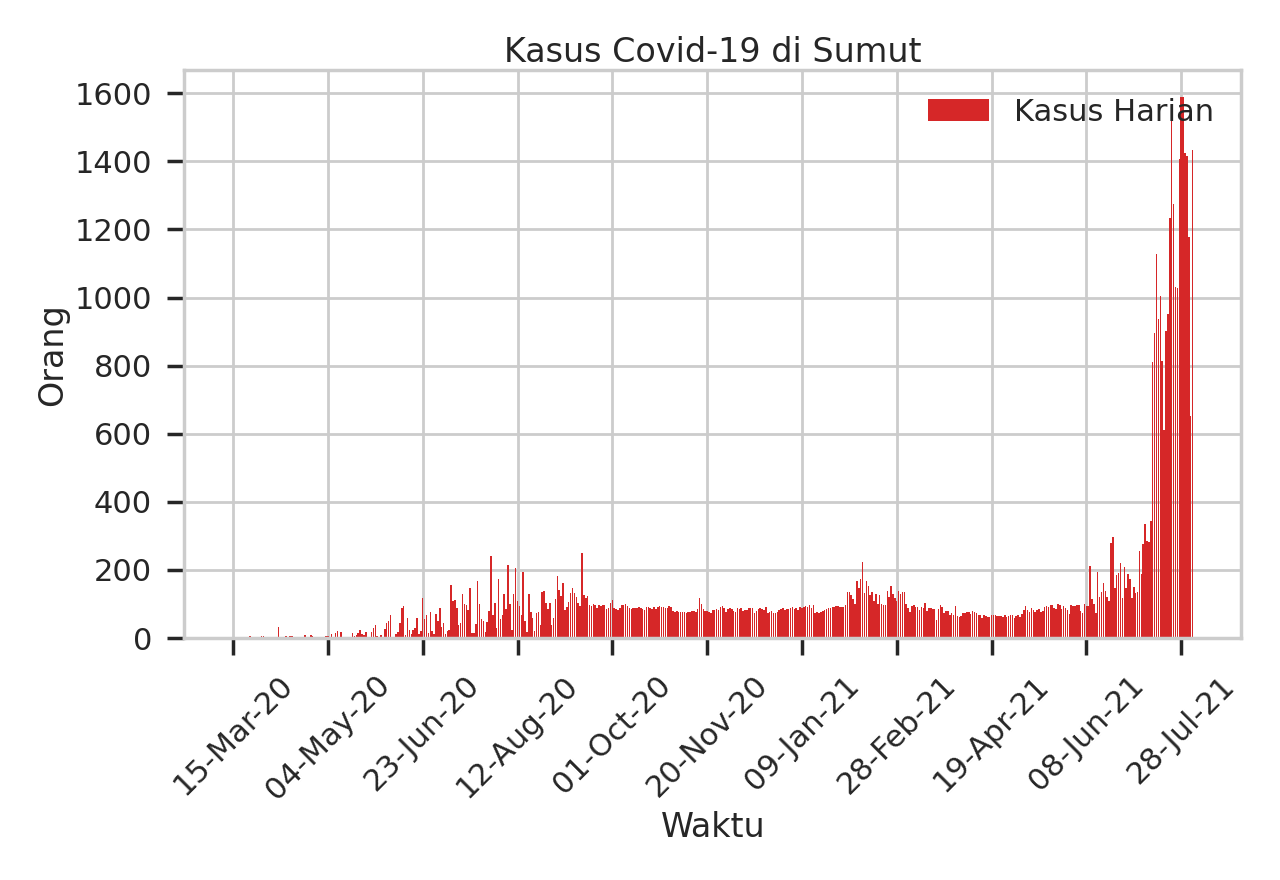 Kasus Covid-19 di Sumut
Kasus Harian
Orang
1600
1400
1200
1000
800
600
400
200
0
15-Mar-20
04-May-20
23-Jun-20
12-Aug-20
01-Oct-20
20-Nov-20
09-Jan-21
28-Feb-21
19-Apr-21
08-Jun-21
28-Jul-21
Waktu